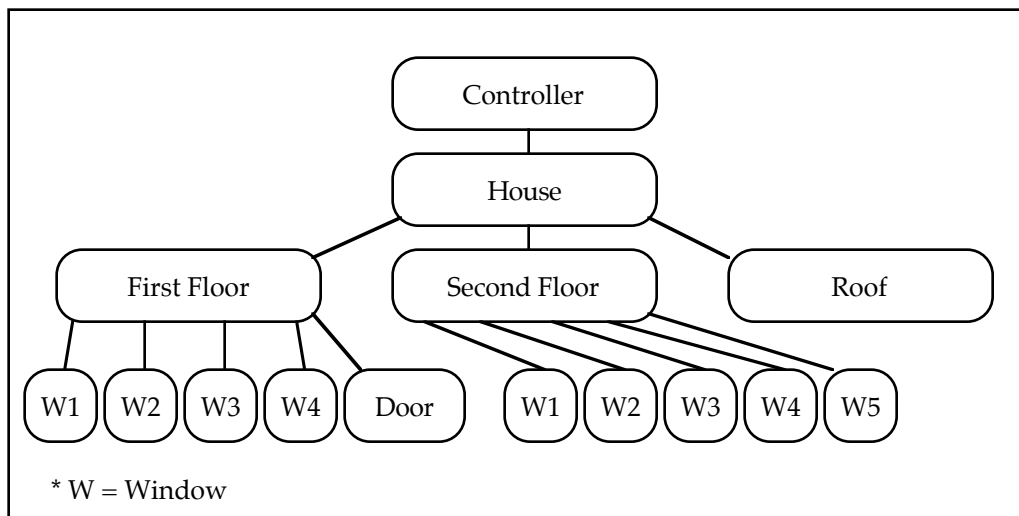 Controller
House
First Floor Second Floor Roof
W1 W2 W3 W4 Door W1 W2 W3 W4 W5
* W = Window